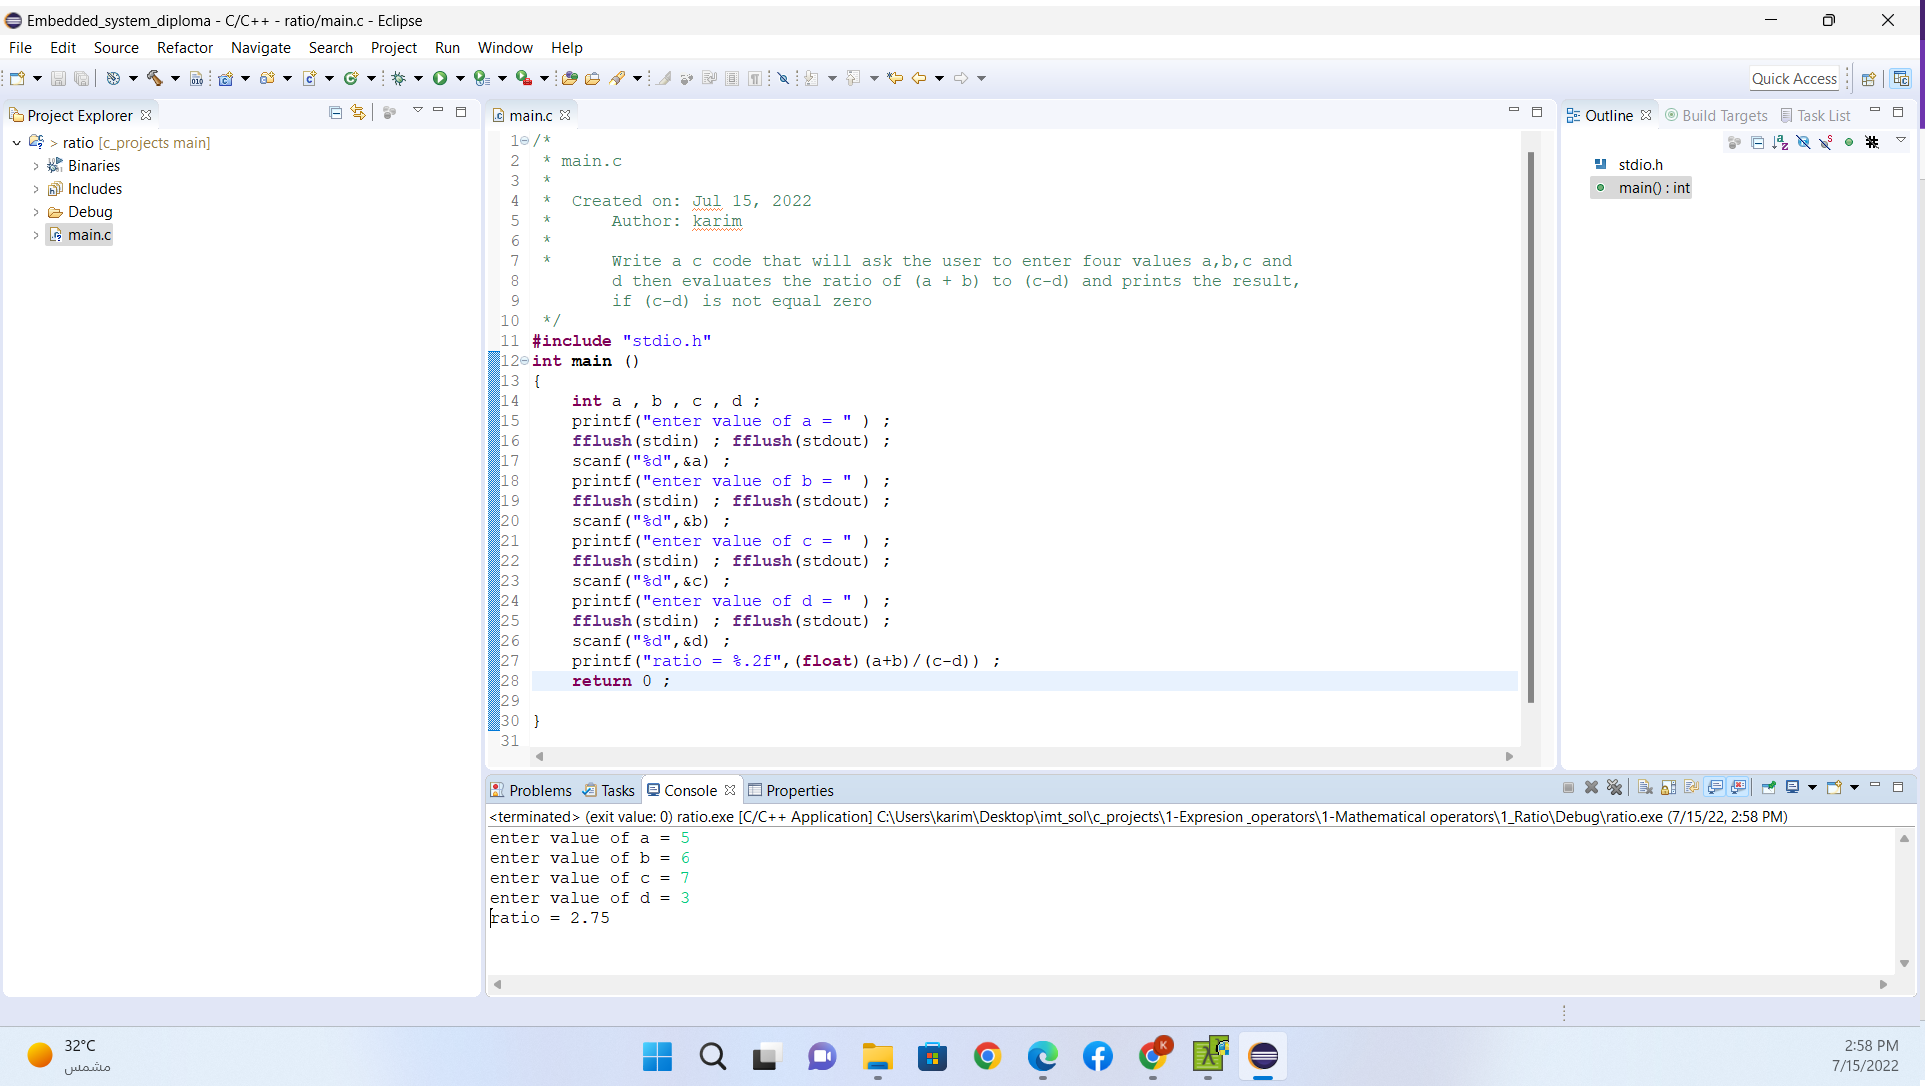 Embedded_system_diploma - C/C++ - ratio/main.c - Eclipse
File Edit Source Refactor Navigate Search Project Run Window Help
Quick Access
Project Explorer
> ratio [c_projects main]
Binaries
Includes
Debug
main.c
main.c
1 /*
2  * main.c
3  *
4  *  Created on: Jul 15, 2022
5  *      Author: karim
6  *
7  *      Write a c code that will ask the user to enter four values a,b,c and
8         d then evaluates the ratio of (a + b) to (c-d) and prints the result,
9         if (c-d) is not equal zero
10  */
11 #include "stdio.h"
12 int main ()
13 {
14     int a , b , c , d ;
15     printf("enter value of a = " ) ;
16     fflush(stdin) ; fflush(stdout) ;
17     scanf("%d",&a) ;
18     printf("enter value of b = " ) ;
19     fflush(stdin) ; fflush(stdout) ;
20     scanf("%d",&b) ;
21     printf("enter value of c = " ) ;
22     fflush(stdin) ; fflush(stdout) ;
23     scanf("%d",&c) ;
24     printf("enter value of d = " ) ;
25     fflush(stdin) ; fflush(stdout) ;
26     scanf("%d",&d) ;
27     printf("ratio = %.2f",(float)(a+b)/(c-d)) ;
28     return 0 ;
29
30 }
31
Outline Build Targets Task List
stdio.h
main() : int
Problems Tasks Console Properties
<terminated> (exit value: 0) ratio.exe [C/C++ Application] C:\Users\karim\Desktop\imt_sol\c_projects\1-Expresion _operators\1-Mathematical operators\1_Ratio\Debug\ratio.exe (7/15/22, 2:58 PM)
enter value of a = 5
enter value of b = 6
enter value of c = 7
enter value of d = 3
ratio = 2.75
32°C
مشمس
K
2:58 PM
7/15/2022